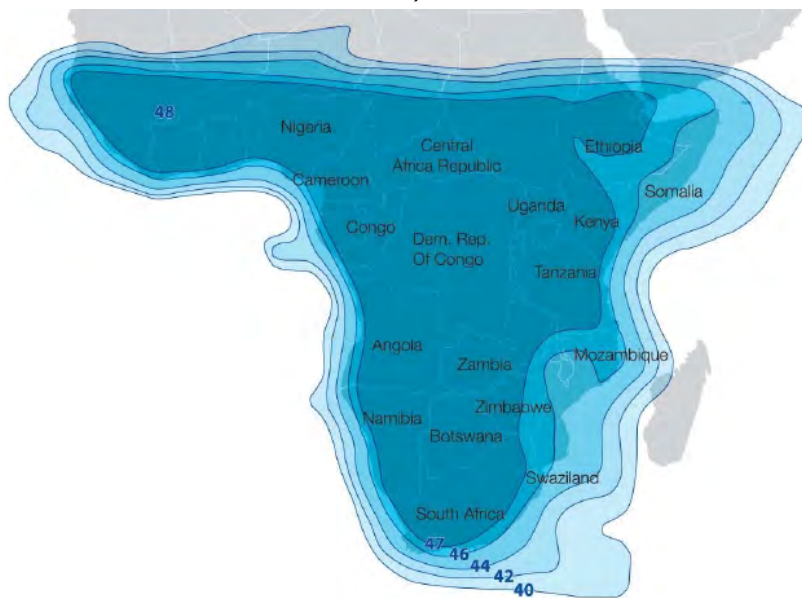 48
Nigeria
Central
Africa Republic
Ethiopia
Cameroon
Somalia
Uganda
Kenya
Congo
Dem. Rep.
Of Congo
Tanzania
Angola
Zambia
Mozambique
Namibia
Zimbabwe
Botswana
Swaziland
South Africa
47
46
44
42
40